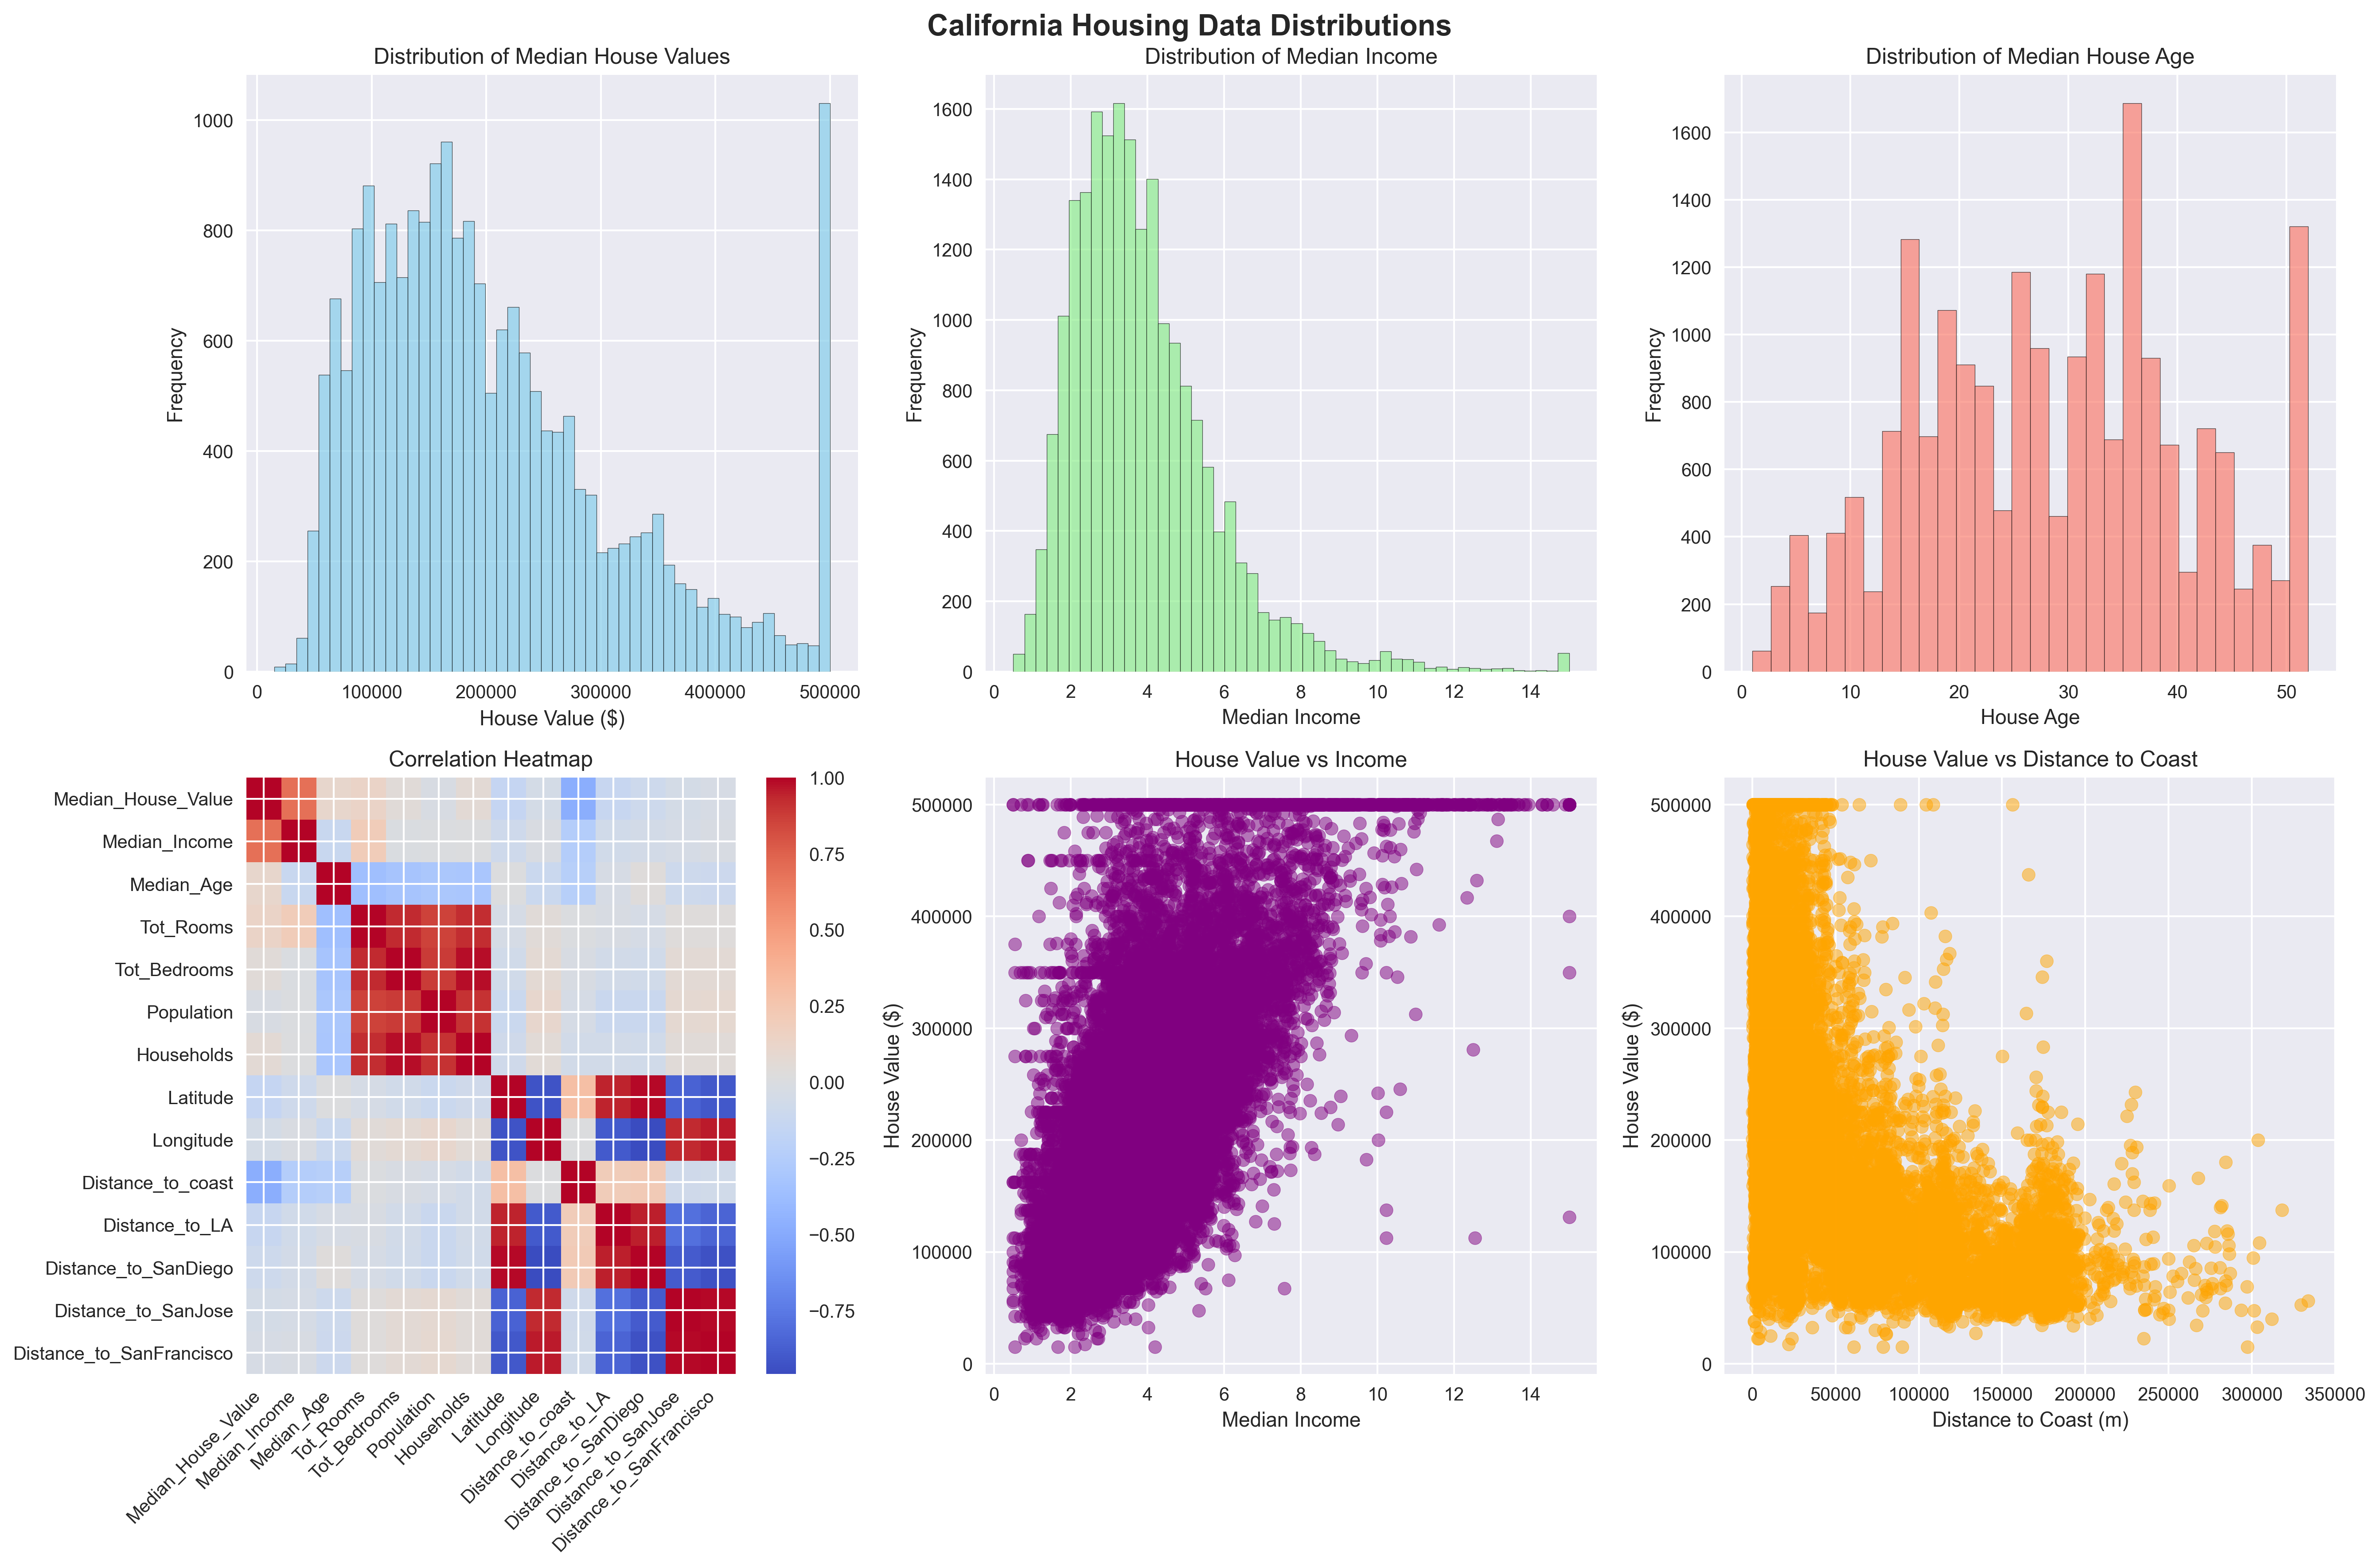 California Housing Data Distributions
Distribution of Median House Values
1000
800
600
400
200
0
Frequency
0 100000 200000 300000 400000 500000
House Value ($)
Distribution of Median Income
1600
1400
1200
1000
800
600
400
200
0
Frequency
0 2 4 6 8 10 12 14
Median Income
Distribution of Median House Age
1600
1400
1200
1000
800
600
400
200
0
Frequency
0 10 20 30 40 50
House Age
Correlation Heatmap
Median_House_Value
Median_Income
Median_Age
Tot_Rooms
Tot_Bedrooms
Population
Households
Latitude
Longitude
Distance_to_coast
Distance_to_LA
Distance_to_SanDiego
Distance_to_SanJose
Distance_to_SanFrancisco
Median_House_Value
Median_Income
Median_Age
Tot_Rooms
Tot_Bedrooms
Population
Households
Latitude
Longitude
Distance_to_coast
Distance_to_LA
Distance_to_SanDiego
Distance_to_SanJose
Distance_to_SanFrancisco
1.00
0.75
0.50
0.25
0.00
−0.25
−0.50
−0.75
House Value vs Income
500000
400000
300000
200000
100000
0
House Value ($)
0 2 4 6 8 10 12 14
Median Income
House Value vs Distance to Coast
500000
400000
300000
200000
100000
0
House Value ($)
0 50000 100000 150000 200000 250000 300000 350000
Distance to Coast (m)